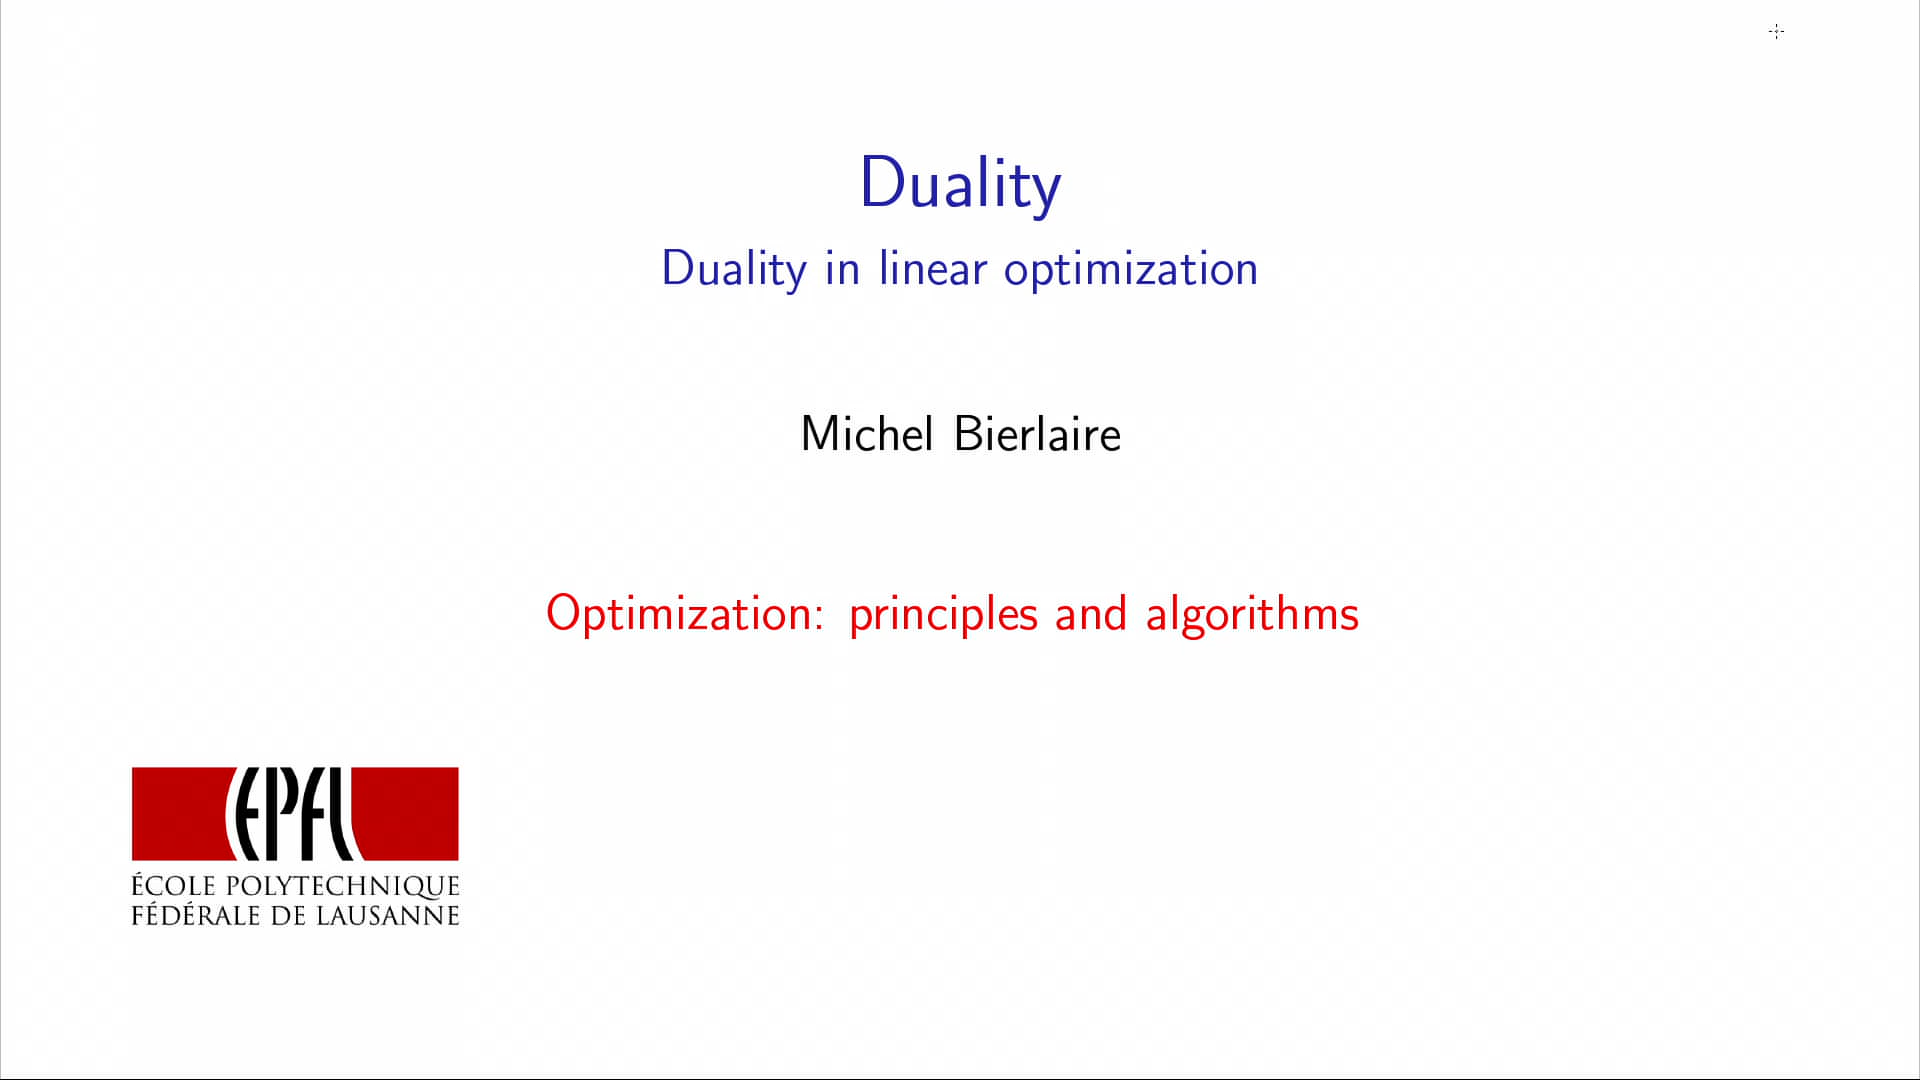 Duality
Duality in linear optimization
Michel Bierlaire
Optimization: principles and algorithms
EPFL
ÉCOLE POLYTECHNIQUE
FÉDÉRALE DE LAUSANNE